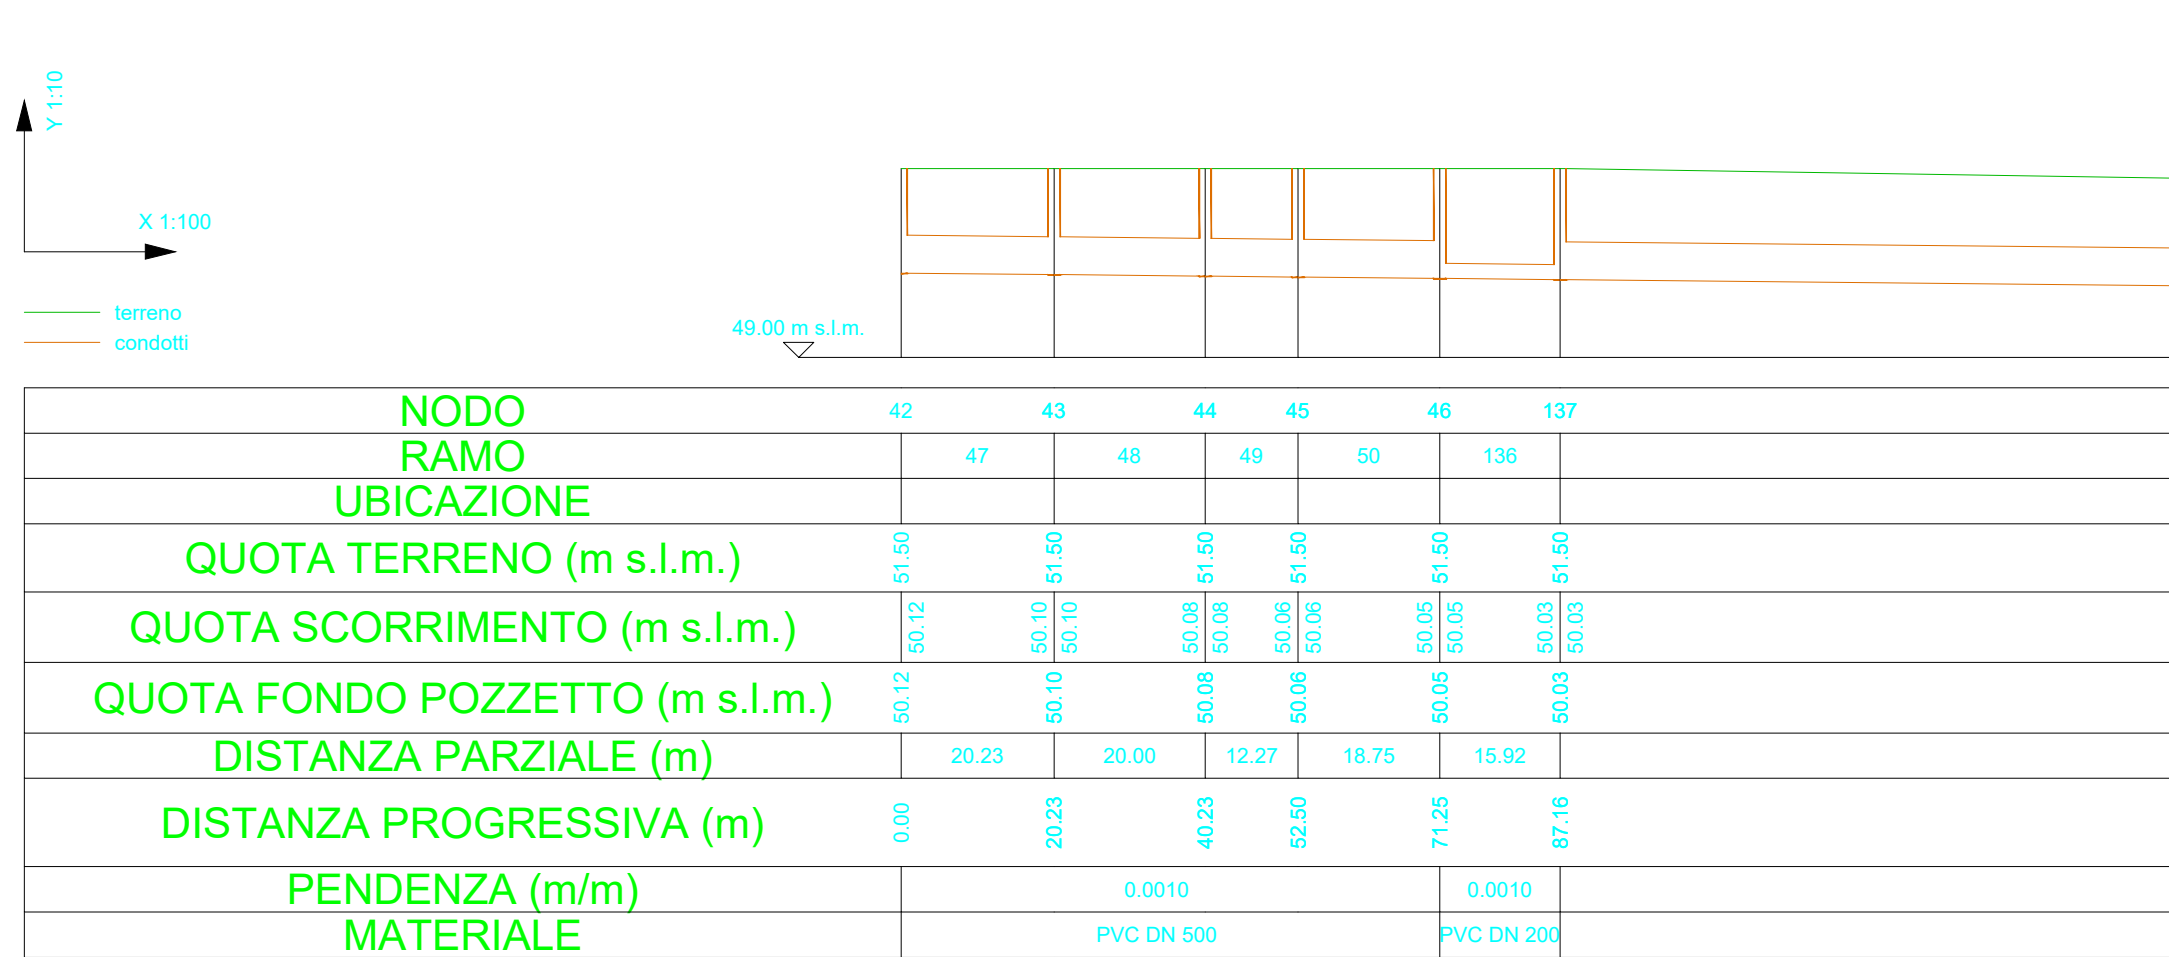 Y 1:10
X 1:100
terreno
condotti
49.00 m s.l.m.
NODO 42 43 44 45 46 137
RAMO 47 48 49 50 136
UBICAZIONE
QUOTA TERRENO (m s.l.m.) 51.50 51.50 51.50 51.50 51.50 51.50
QUOTA SCORRIMENTO (m s.l.m.) 50.12 50.10 50.10 50.08 50.08 50.06 50.06 50.05 50.05 50.03 50.03
QUOTA FONDO POZZETTO (m s.l.m.) 50.12 50.10 50.08 50.06 50.05 50.03
DISTANZA PARZIALE (m) 20.23 20.00 12.27 18.75 15.92
DISTANZA PROGRESSIVA (m) 0.00 20.23 40.23 52.50 71.25 87.16
PENDENZA (m/m) 0.0010 0.0010
MATERIALE PVC DN 500 PVC DN 200